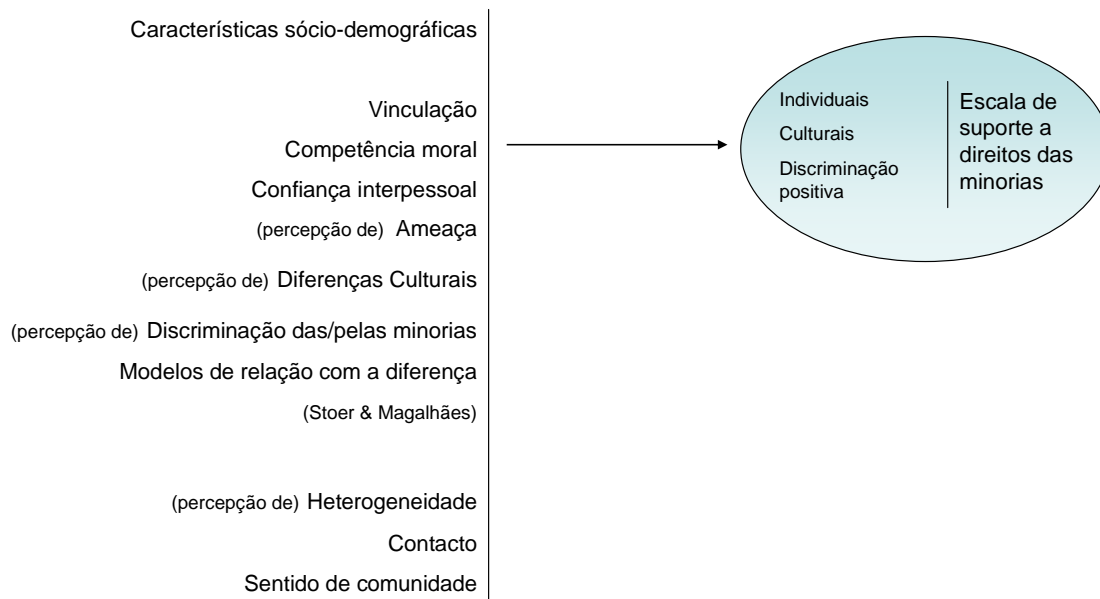 Características sócio-demográficas
Vinculação
Competência moral
Confiança interpessoal
(percepção de) Ameaça
(percepção de) Diferenças Culturais
(percepção de) Discriminação das/pelas minorias
Modelos de relação com a diferença
(Stoer & Magalhães)
(percepção de) Heterogeneidade
Contacto
Sentido de comunidade
Individuais
Culturais
Discriminação
positiva
Escala de
suporte a
direitos das
minorias